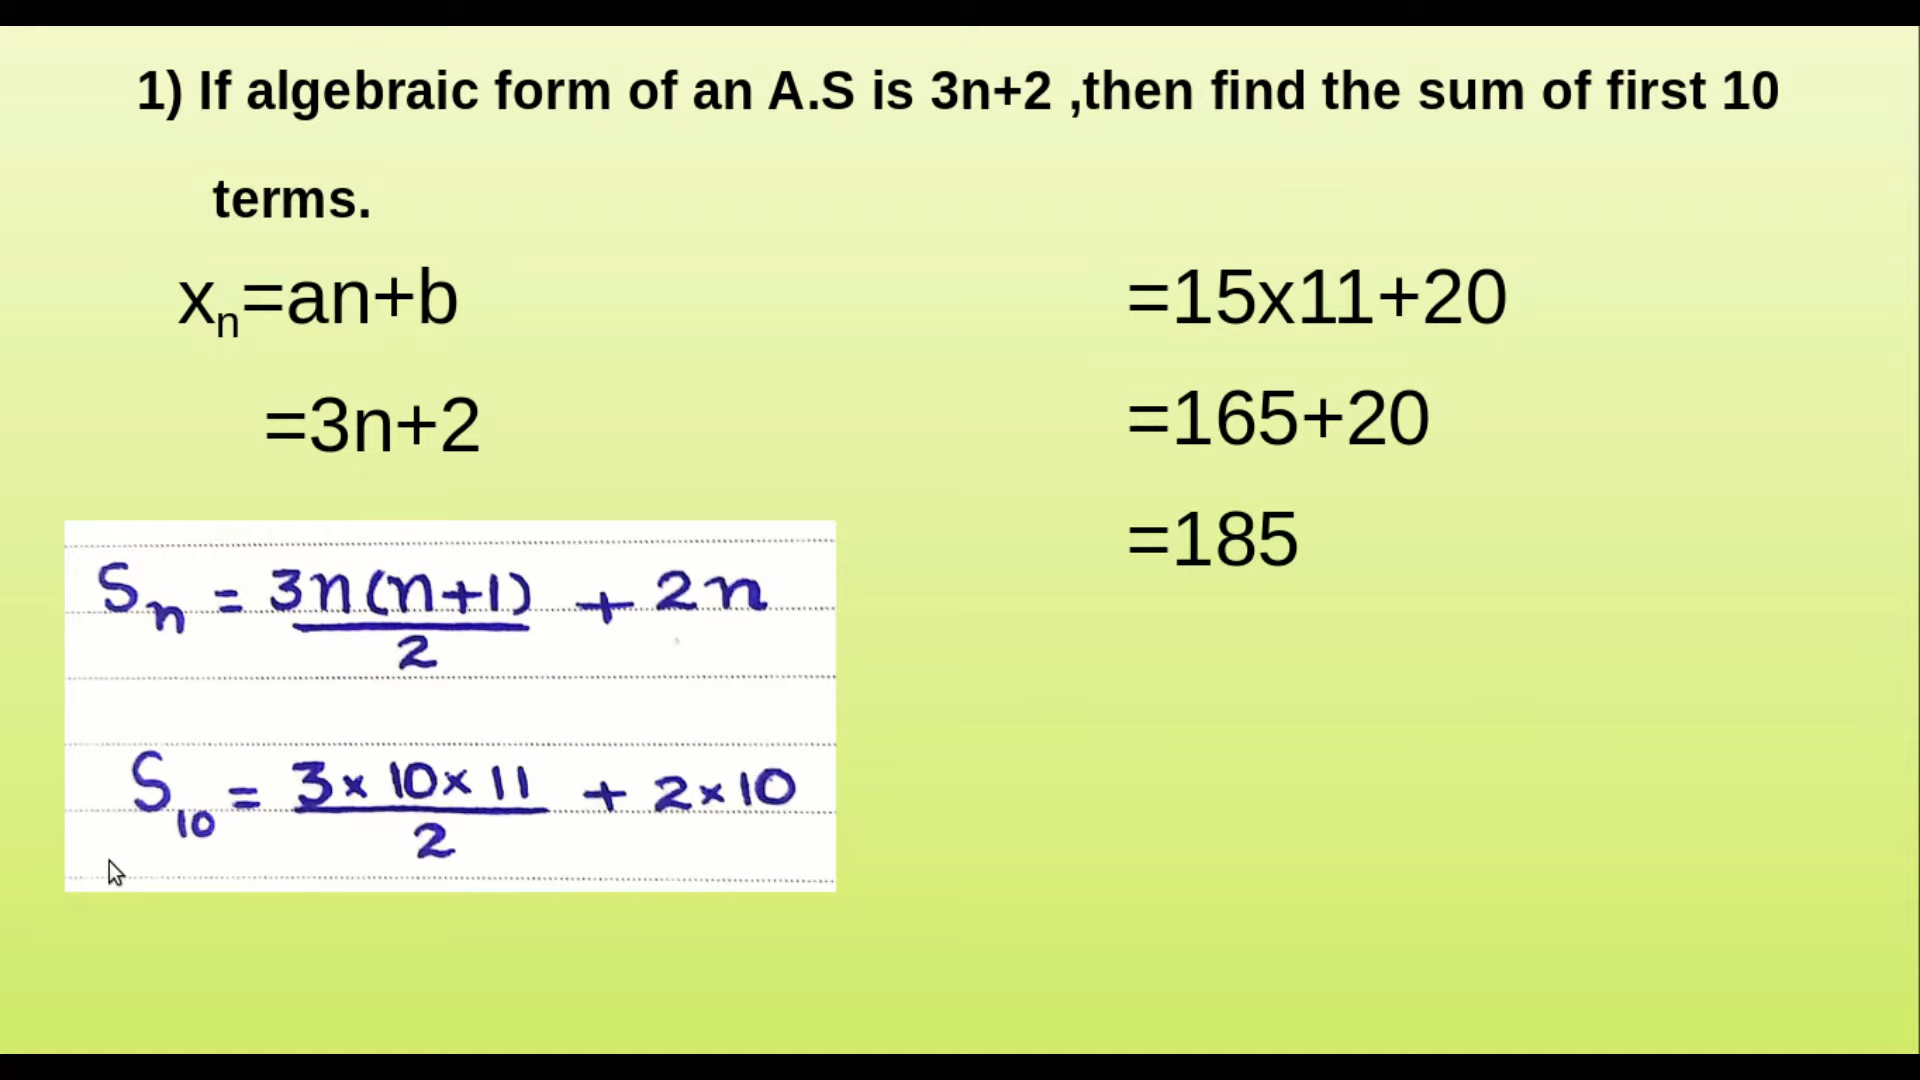 1) If algebraic form of an A.S is 3n+2 ,then find the sum of first 10
terms.
xₙ=an+b
=3n+2
Sₙ = 3n(n+1)/2 + 2n
S₁₀ = 3×10×11/2 + 2×10
=15x11+20
=165+20
=185